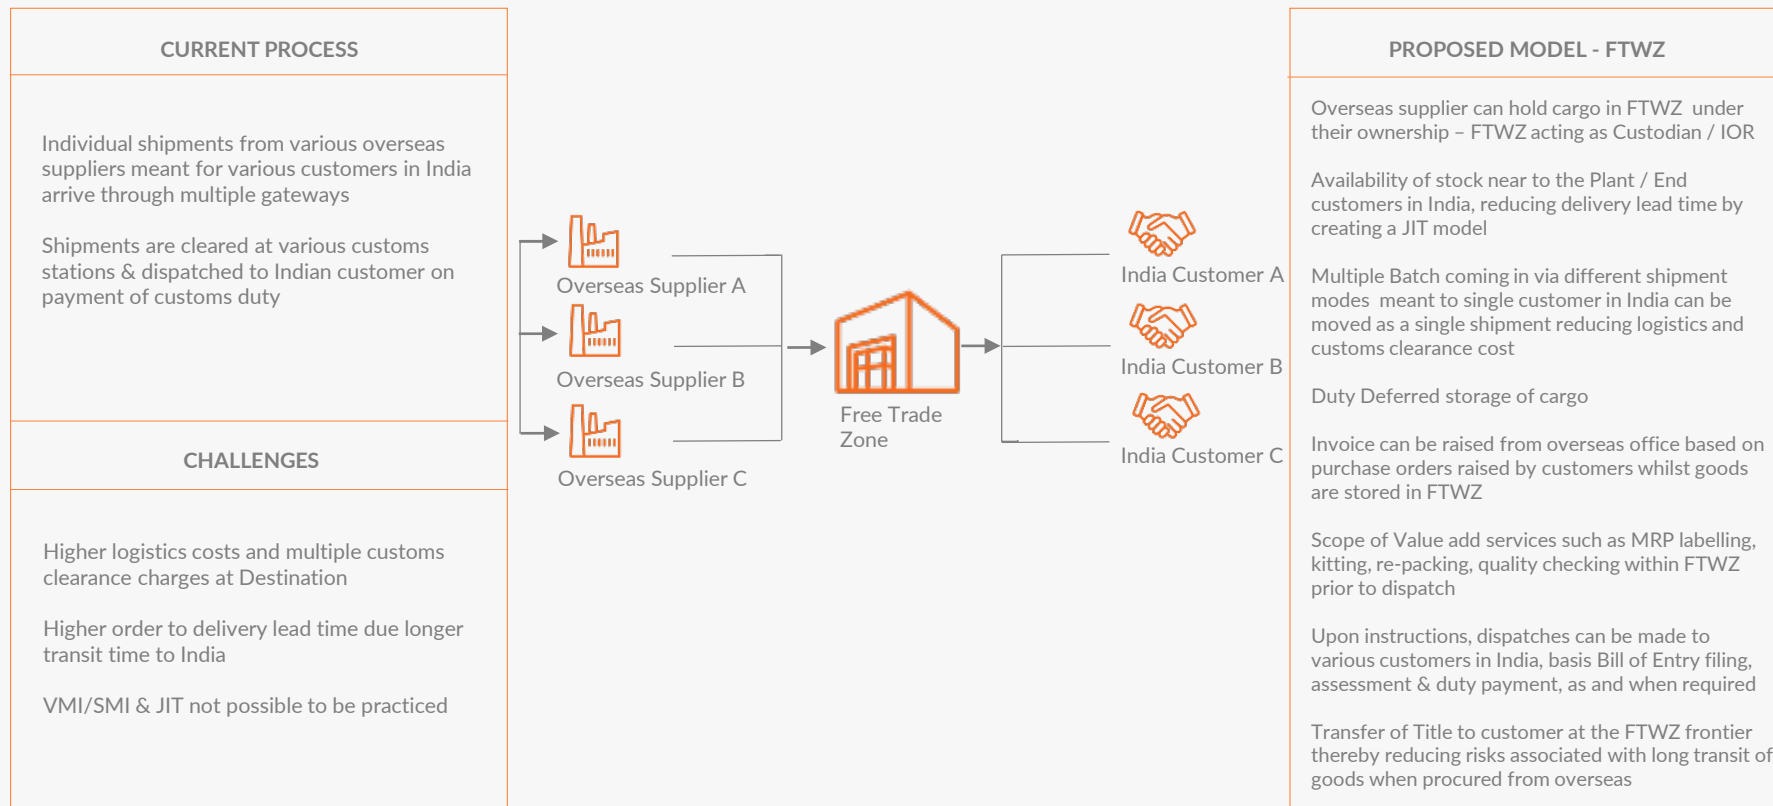 CURRENT PROCESS
Individual shipments from various overseas
suppliers meant for various customers in India
arrive through multiple gateways
Shipments are cleared at various customs
stations & dispatched to Indian customer on
payment of customs duty
CHALLENGES
Higher logistics costs and multiple customs
clearance charges at Destination
Higher order to delivery lead time due longer
transit time to India
VMI/SMI & JIT not possible to be practiced
Overseas Supplier A
Overseas Supplier B
Overseas Supplier C
Free Trade
Zone
India Customer A
India Customer B
India Customer C
PROPOSED MODEL - FTWZ
Overseas supplier can hold cargo in FTWZ under
their ownership – FTWZ acting as Custodian / IOR
Availability of stock near to the Plant / End
customers in India, reducing delivery lead time by
creating a JIT model
Multiple Batch coming in via different shipment
modes meant to single customer in India can be
moved as a single shipment reducing logistics and
customs clearance cost
Duty Deferred storage of cargo
Invoice can be raised from overseas office based on
purchase orders raised by customers whilst goods
are stored in FTWZ
Scope of Value add services such as MRP labelling,
kitting, re-packing, quality checking within FTWZ
prior to dispatch
Upon instructions, dispatches can be made to
various customers in India, basis Bill of Entry filing,
assessment & duty payment, as and when required
Transfer of Title to customer at the FTWZ frontier
thereby reducing risks associated with long transit of
goods when procured from overseas